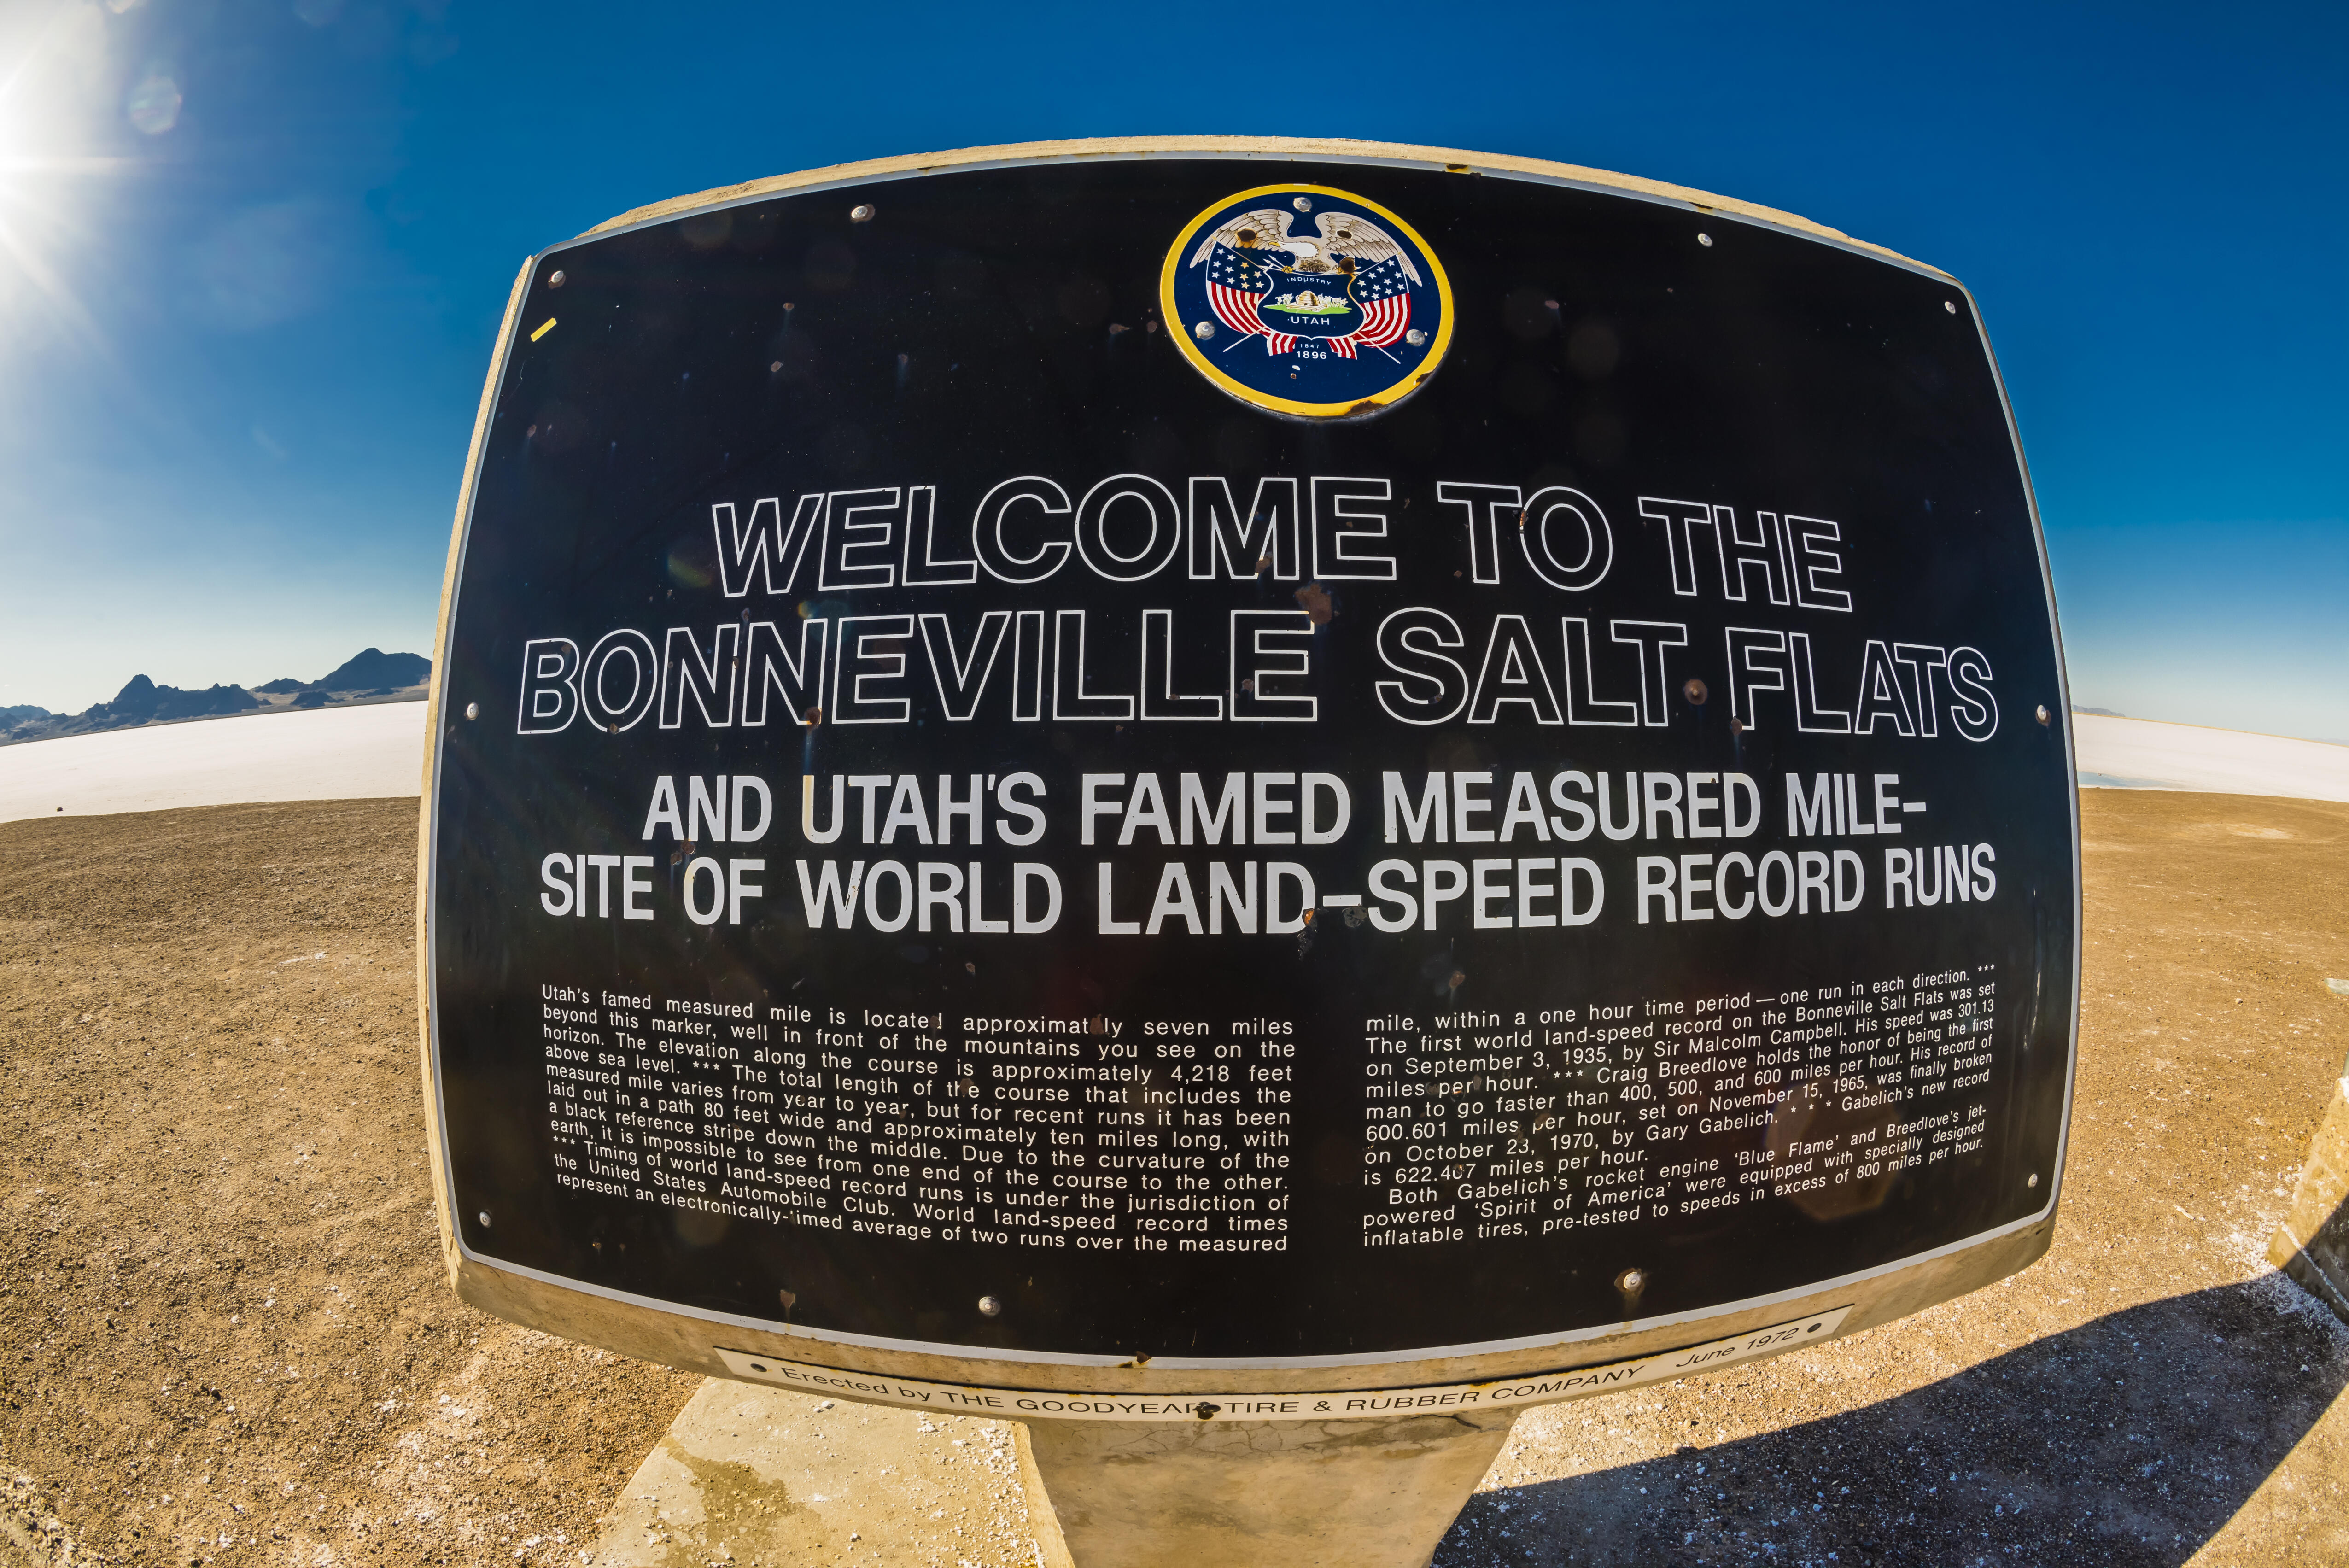 INDUSTRY
UTAH
1847
1896
WELCOME TO THE
BONNEVILLE SALT FLATS
AND UTAH'S FAMED MEASURED MILE–
SITE OF WORLD LAND–SPEED RECORD RUNS
Utah's famed measured mile is located approximately seven miles
beyond this marker, well in front of the mountains you see on the
horizon. The elevation along the course is approximately 4,218 feet
above sea level. *** The total length of the course that includes the
measured mile varies from year to year, but for recent runs it has been
laid out in a path 80 feet wide and approximately ten miles long, with
a black reference stripe down the middle. Due to the curvature of the
earth, it is impossible to see from one end of the course to the other.
*** Timing of world land-speed record runs is under the jurisdiction of
the United States Automobile Club. World land-speed record times
represent an electronically-timed average of two runs over the measured
mile, within a one hour time period — one run in each direction. ***
The first world land-speed record on the Bonneville Salt Flats was set
on September 3, 1935, by Sir Malcolm Campbell. His speed was 301.13
miles per hour. *** Craig Breedlove holds the honor of being the first
man to go faster than 400, 500, and 600 miles per hour. His record of
600.601 miles per hour, set on November 15, 1965, was finally broken
on October 23, 1970, by Gary Gabelich. * * * Gabelich's new record
is 622.407 miles per hour.
Both Gabelich's rocket engine 'Blue Flame' and Breedlove's jet-
powered 'Spirit of America' were equipped with specially designed
inflatable tires, pre-tested to speeds in excess of 800 miles per hour.
Erected by THE GOODYEAR TIRE & RUBBER COMPANY June 1972